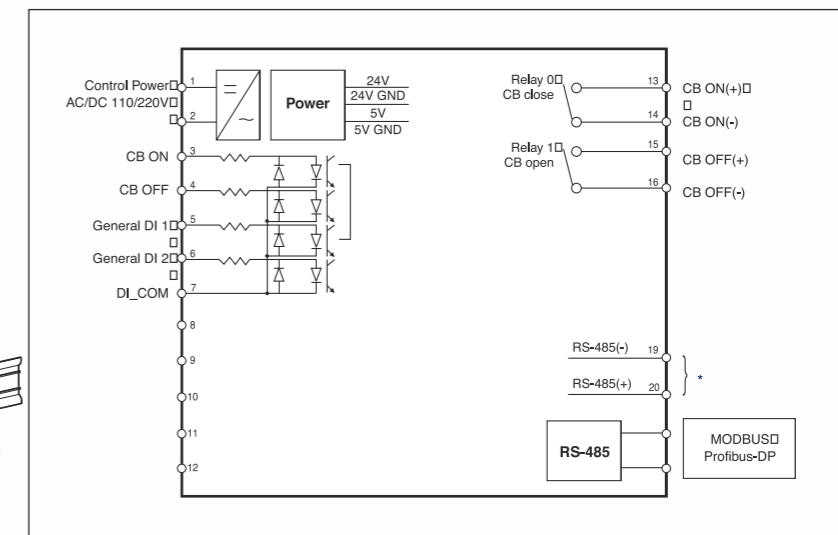 Control Power
AC/DC 110/220V
1
2
Power
24V
24V GND
5V
5V GND
CB ON
3
CB OFF
4
General DI 1
5
General DI 2
6
DI_COM
7
8
9
10
11
12
Relay 0
CB close
13
CB ON(+)
14
CB ON(-)
Relay 1
CB open
15
CB OFF(+)
16
CB OFF(-)
RS-485(-)
19
RS-485(+)
20
*
RS-485
MODBUS
Profibus-DP